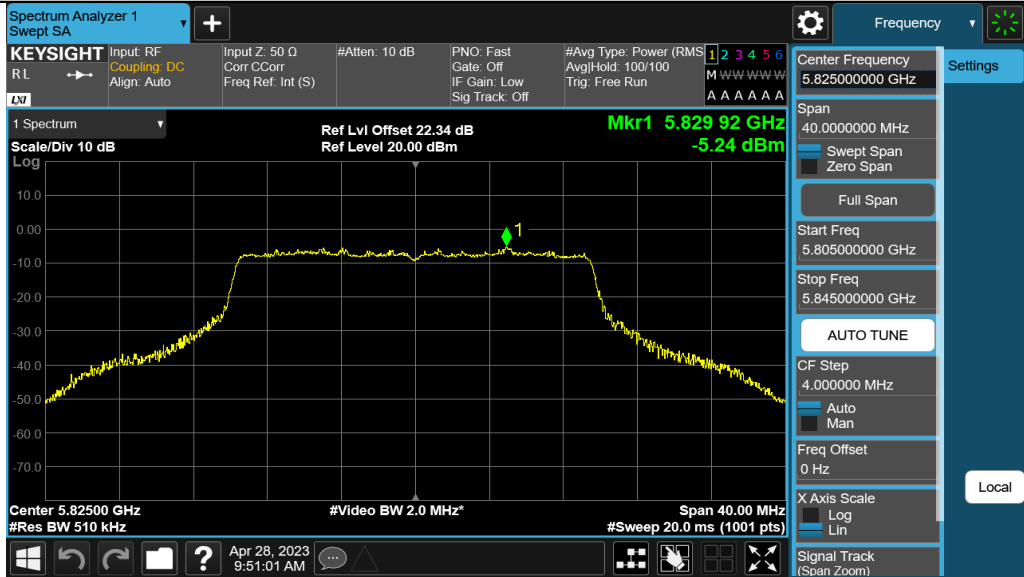 Spectrum Analyzer 1
Swept SA
Frequency
KEYSIGHT
R L
LXI
Input: RF
Coupling: DC
Align: Auto
Input Z: 50 Ω
Corr CCorr
Freq Ref: Int (S)
#Atten: 10 dB
PNO: Fast
Gate: Off
IF Gain: Low
Sig Track: Off
#Avg Type: Power (RMS
Avg|Hold: 100/100
Trig: Free Run
1 2 3 4 5 6
M W W W W W
A A A A A A
1 Spectrum
Scale/Div 10 dB
Log
Ref Lvl Offset 22.34 dB
Ref Level 20.00 dBm
Mkr1 5.829 92 GHz
-5.24 dBm
10.0
0.00
-10.0
-20.0
-30.0
-40.0
-50.0
-60.0
-70.0
1
Center 5.82500 GHz
#Res BW 510 kHz
#Video BW 2.0 MHz*
Span 40.00 MHz
#Sweep 20.0 ms (1001 pts)
Center Frequency
5.825000000 GHz
Settings
Span
40.0000000 MHz
Swept Span
Zero Span
Full Span
Start Freq
5.805000000 GHz
Stop Freq
5.845000000 GHz
AUTO TUNE
CF Step
4.000000 MHz
Auto
Man
Freq Offset
0 Hz
X Axis Scale
Log
Lin
Local
Signal Track
(Span Zoom)
Apr 28, 2023
9:51:01 AM